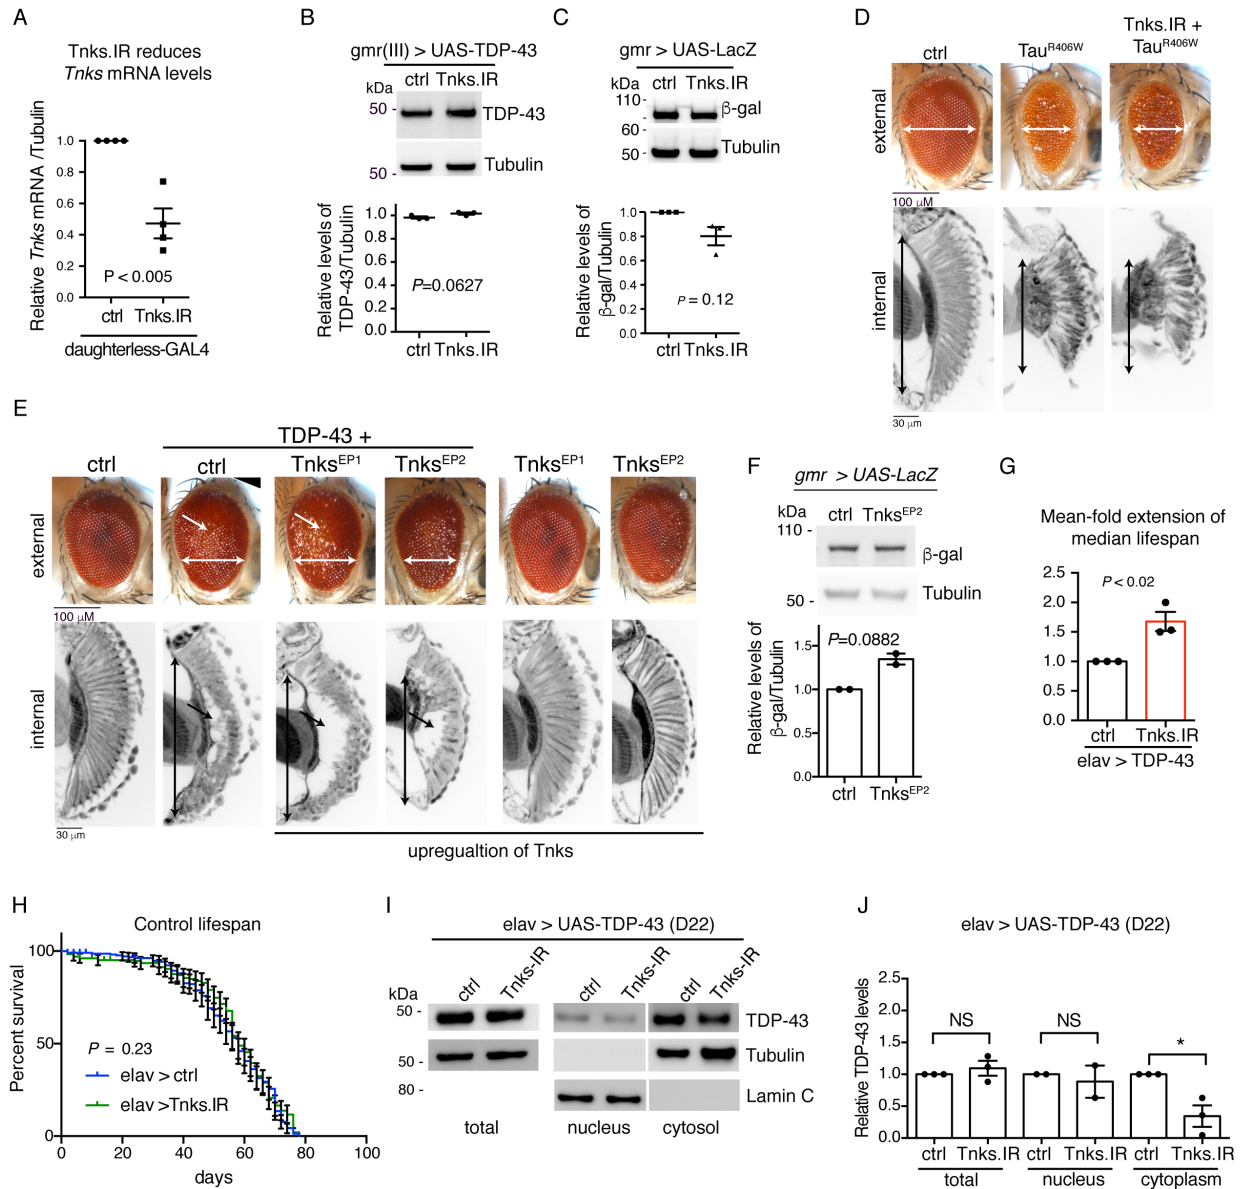 A
Tnks.IR reduces
Tnks mRNA levels
Relative Tnks mRNA /Tubulin
1.0
0.8
0.6
0.4
0.2
0.0
P < 0.005
ctrl Tnks.IR
daughterless-GAL4
B
gmr(III) > UAS-TDP-43
ctrl Tnks.IR
kDa
50 -
TDP-43
Tubulin
50 -
Relative levels of
TDP-43/Tubulin
1.0
0.8
0.6
0.4
0.2
0.0
P=0.0627
ctrl Tnks.IR
C
gmr > UAS-LacZ
ctrl Tnks.IR
kDa
110 -
β-gal
60 -
50 -
Tubulin
Relative levels of
β-gal/Tubulin
1.0
0.8
0.6
0.4
0.2
0.0
P = 0.12
ctrl Tnks.IR
D
ctrl
TauR406W
Tnks.IR +
TauR406W
external
100 μM
internal
30 μm
E
TDP-43 +
ctrl
ctrl
TnksEP1
TnksEP2
TnksEP1
TnksEP2
external
100 μM
internal
30 μm
upregualtion of Tnks
F
gmr > UAS-LacZ
kDa
ctrl TnksEP2
110 -
β-gal
50 -
Tubulin
Relative levels of
β-gal/Tubulin
P=0.0882
1.5
1.0
0.5
0.0
ctrl TnksEP2
G
Mean-fold extension of
median lifespan
P < 0.02
2.5
2.0
1.5
1.0
0.5
0.0
ctrl Tnks.IR
elav > TDP-43
H
Control lifespan
Percent survival
100
50
0
P = 0.23
elav > ctrl
elav >Tnks.IR
0 20 40 60 80 100
days
I
elav > UAS-TDP-43 (D22)
ctrl Tnks-IR
ctrl Tnks-IR
ctrl Tnks-IR
kDa
50 -
TDP-43
50 -
Tubulin
80 -
Lamin C
total nucleus cytosol
J
elav > UAS-TDP-43 (D22)
Relative TDP-43 levels
2.5
2.0
1.5
1.0
0.5
0.0
NS
NS
*
ctrl Tnks.IR ctrl Tnks.IR ctrl Tnks.IR
total nucleus cytoplasm